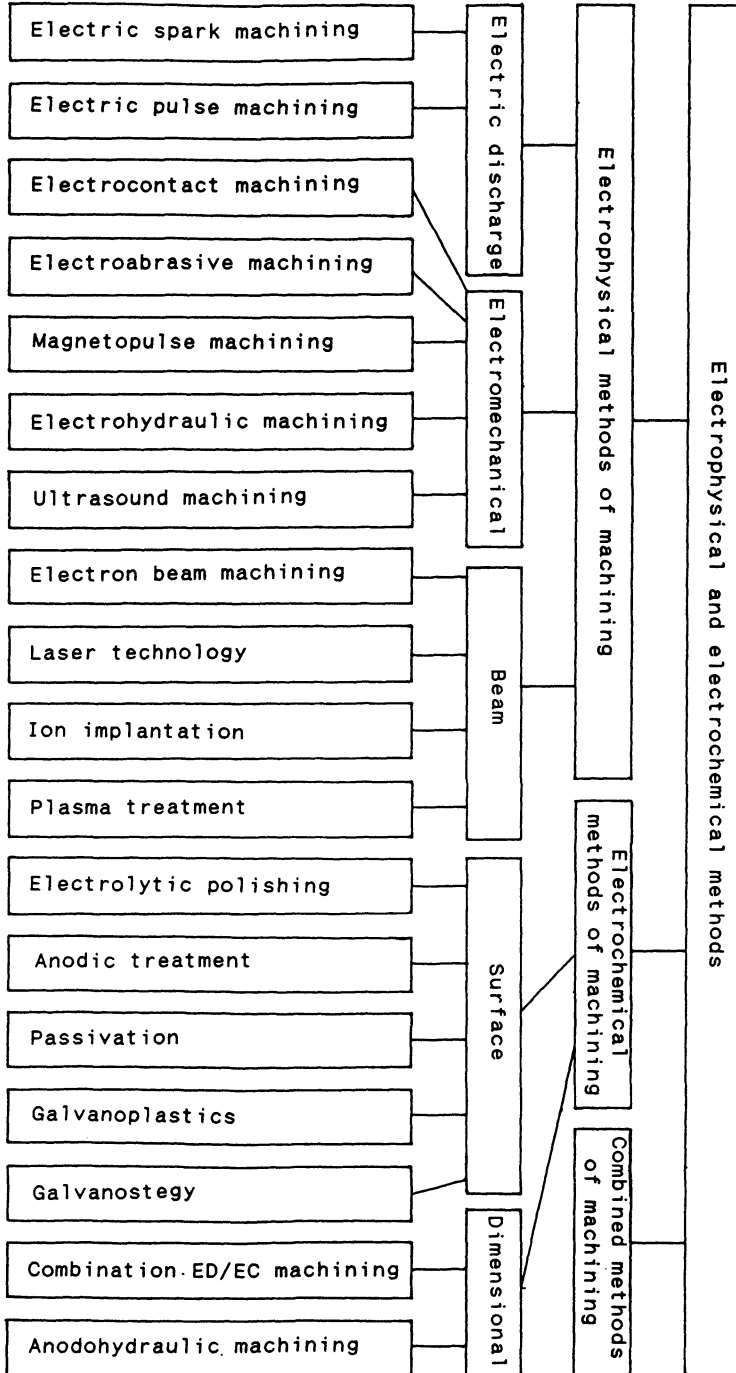 Electric spark machining
Electric pulse machining
Electrocontact machining
Electroabrasive machining
Magnetopulse machining
Electrohydraulic machining
Ultrasound machining
Electron beam machining
Laser technology
Ion implantation
Plasma treatment
Electrolytic polishing
Anodic treatment
Passivation
Galvanoplastics
Galvanostegy
Combination ED/EC machining
Anodohydraulic machining
Electric discharge
Electromechanical
Beam
Surface
Dimensional
Electrophysical methods of machining
Electrochemical
methods of machining
Combined methods
of machining
Electrophysical and electrochemical methods